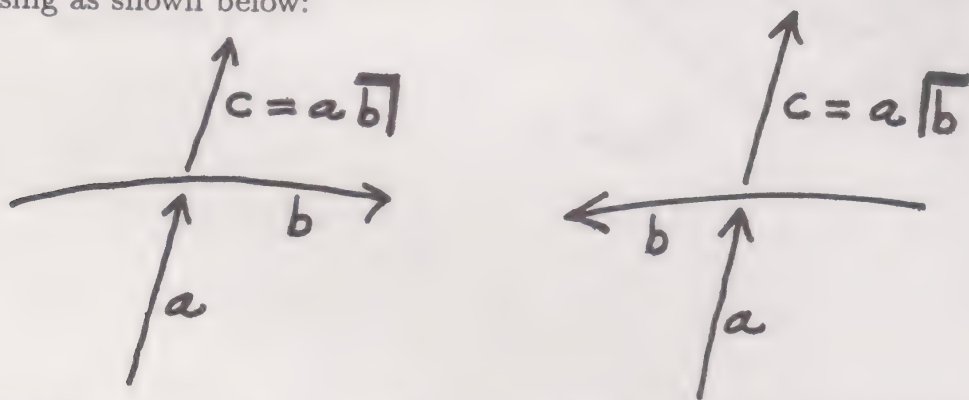 sing as shown below:
c = a b̅|
c = a |̅b
b
b
a
a